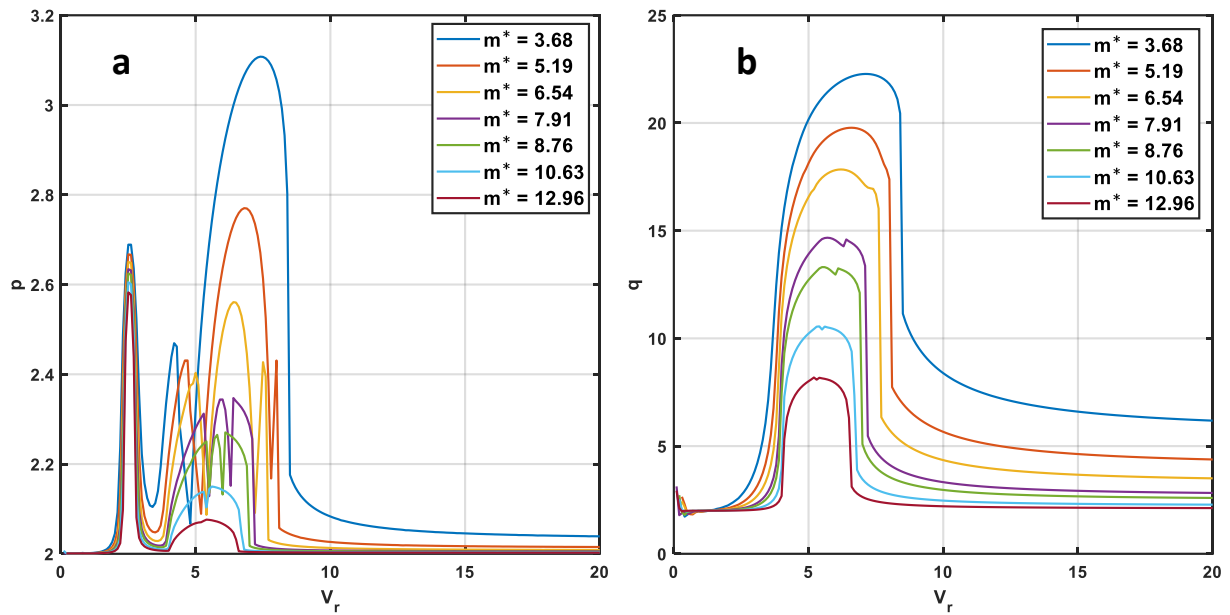 a
3.2
3
2.8
2.6
2.4
2.2
2
p
0
5
10
15
20
V_r
m* = 3.68
m* = 5.19
m* = 6.54
m* = 7.91
m* = 8.76
m* = 10.63
m* = 12.96
b
25
20
15
10
5
0
q
0
5
10
15
20
V_r
m* = 3.68
m* = 5.19
m* = 6.54
m* = 7.91
m* = 8.76
m* = 10.63
m* = 12.96